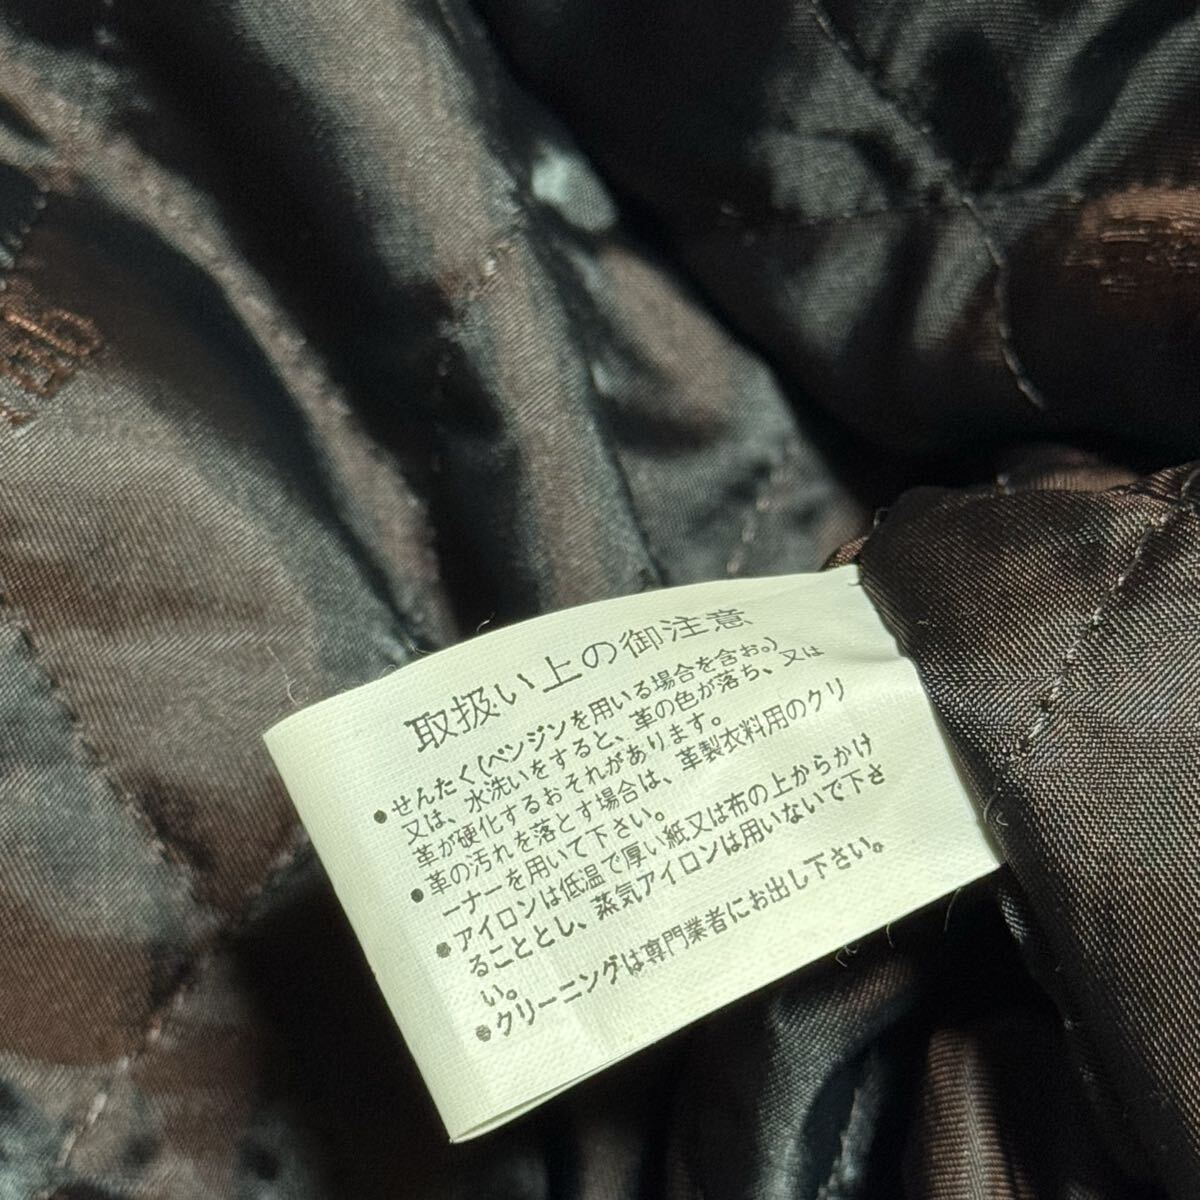 取扱い上の御注意
●せんたく(ベンジンを用いる場合を含お。)
又は、水洗いをすると、革の色が落ち、又は
革が硬化するおそれがあります。
●革の汚れを落とす場合は、革製衣料用のクリ
ーナーを用いて下さい。
●アイロンは低温で厚い紙又は布の上からかけ
ることとし、蒸気アイロンは用いないで下さ
い。
●クリーニングは専門業者にお出し下さい。